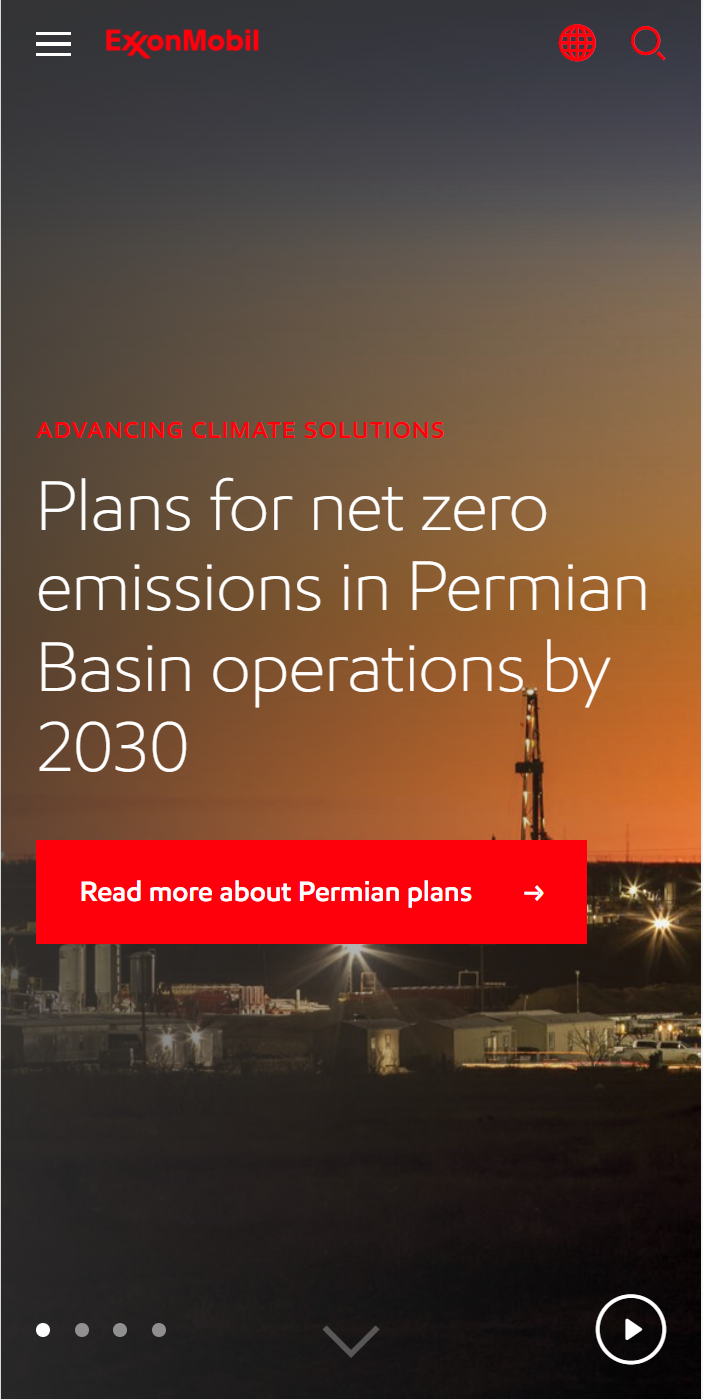 ExxonMobil
ADVANCING CLIMATE SOLUTIONS
Plans for net zero
emissions in Permian
Basin operations by
2030
Read more about Permian plans →